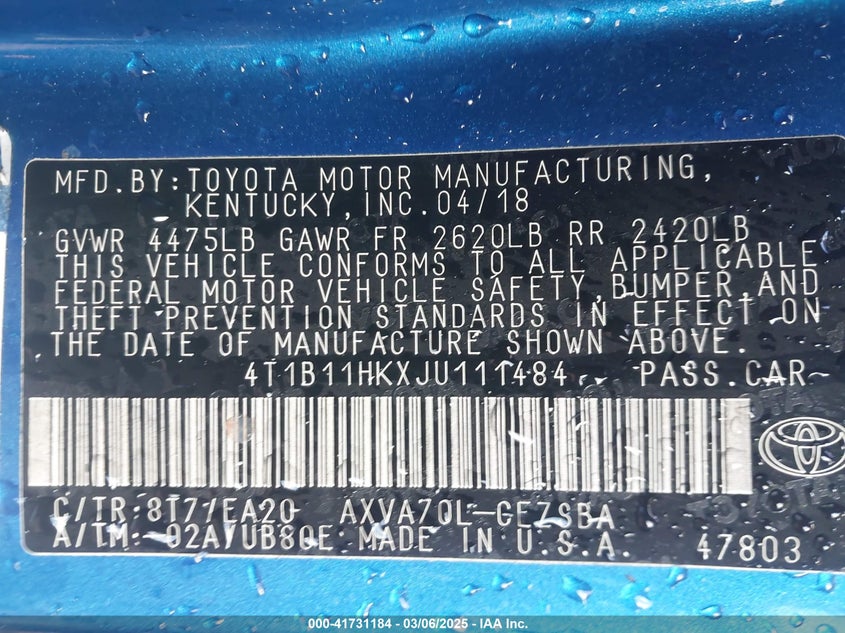 MFD.BY:TOYOTA MOTOR MANUFACTURING,
KENTUCKY,INC.04/18
GVWR 4475LB GAWR FR 2620LB RR 2420LB
THIS VEHICLE CONFORMS TO ALL APPLICABLE
FEDERAL MOTOR VEHICLE SAFETY,BUMPER,AND
THEFT PREVENTION STANDARDS IN EFFECT ON
THE DATE OF MANUFACTURE SHOWN ABOVE.
4T1B11HKXJU111484 PASS.CAR
C/TR:8T7/EA20 AXVA70L-CEZSBA
A/TM: 02A/UB80E MADE IN U.S.A. 47803
000-41731184 - 03/06/2025 - IAA Inc.